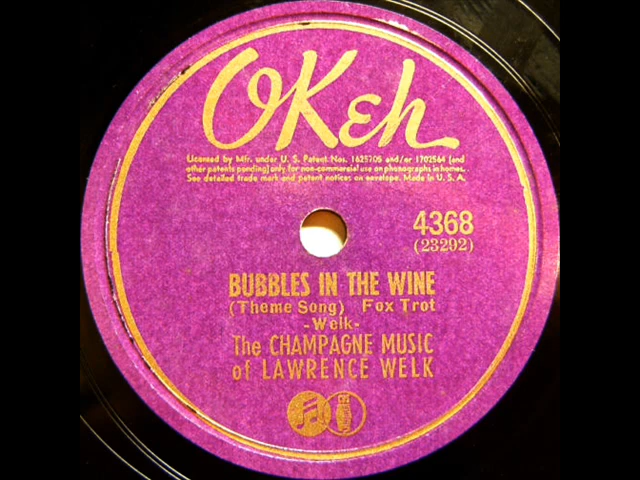 OKeh
Licensed by Mfr. under U. S. Patent Nos. 1625705 and/or 1702564 (and
other patents pending) only for non-commercial use on phonographs in homes.
See detailed trade mark and patent notices on envelope. Made in U. S. A.
4368
(23292)
BUBBLES IN THE WINE
(Theme Song) Fox Trot
-Welk-
The CHAMPAGNE MUSIC
of LAWRENCE WELK